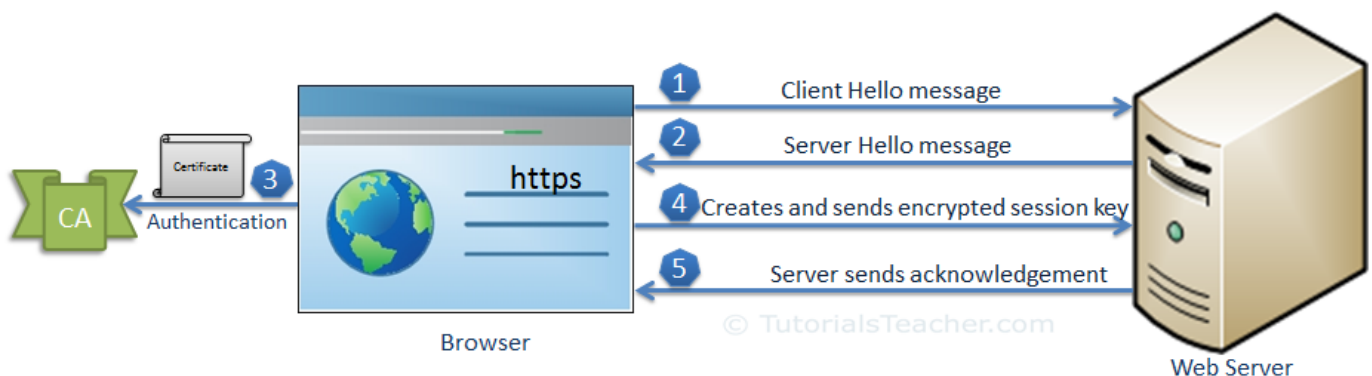 1
Client Hello message
2
Server Hello message
Certificate
https
3
CA
Authentication
4
Creates and sends encrypted session key
5
Server sends acknowledgement
© TutorialsTeacher.com
Browser
Web Server